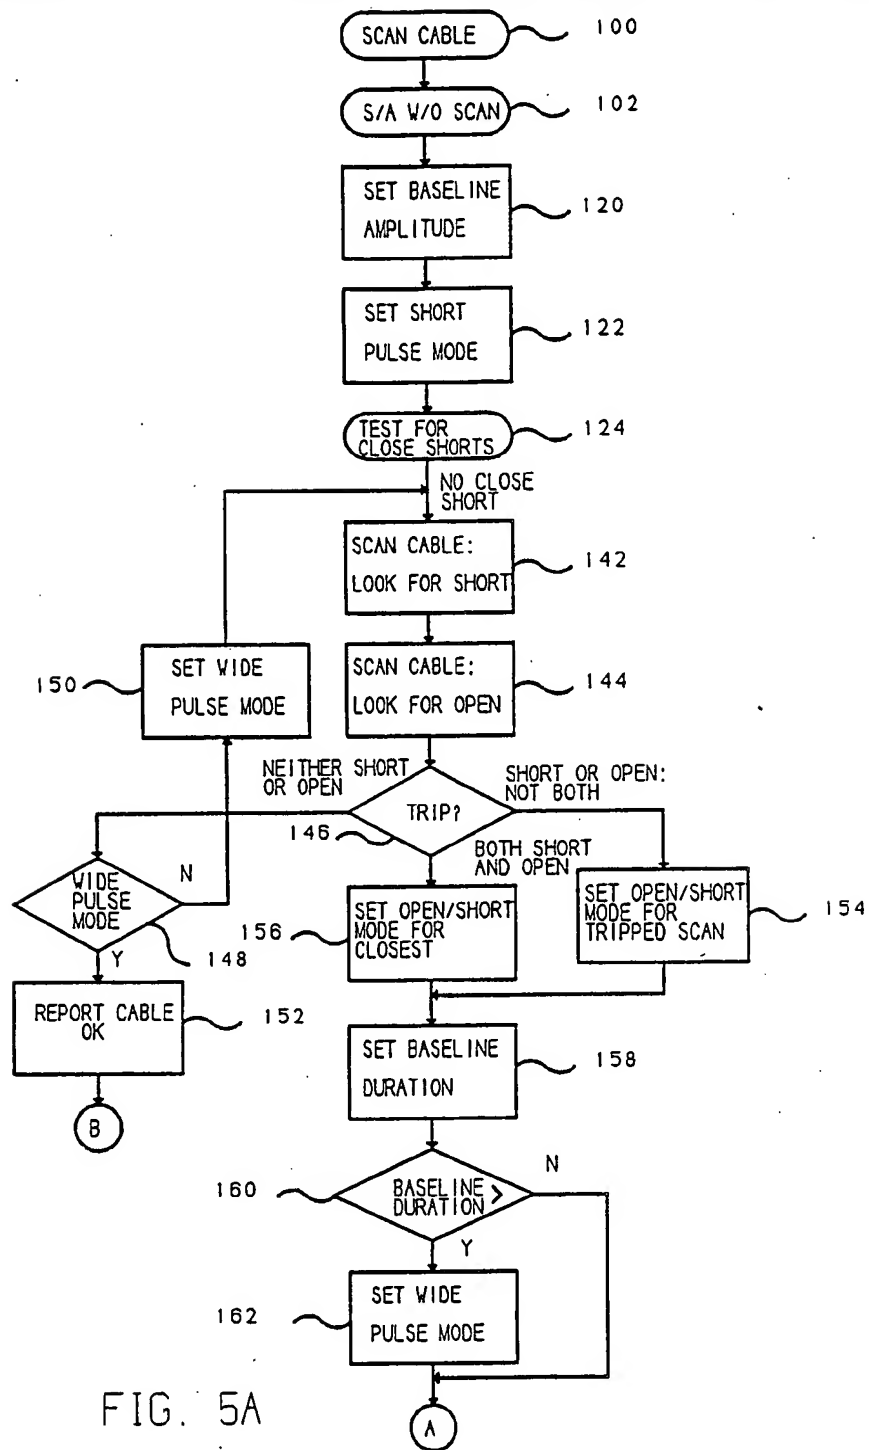 SCAN CABLE
100
S/A W/O SCAN
102
SET BASELINE
AMPLITUDE
120
SET SHORT
PULSE MODE
122
TEST FOR
CLOSE SHORTS
124
NO CLOSE
SHORT
SCAN CABLE:
LOOK FOR SHORT
142
150
SET WIDE
PULSE MODE
SCAN CABLE:
LOOK FOR OPEN
144
NEITHER SHORT
OR OPEN
SHORT OR OPEN:
NOT BOTH
TRIP?
146
BOTH SHORT
AND OPEN
WIDE
PULSE
MODE
N
148
Y
156
SET OPEN/SHORT
MODE FOR
CLOSEST
SET OPEN/SHORT
MODE FOR
TRIPPED SCAN
154
REPORT CABLE
OK
152
SET BASELINE
DURATION
158
B
160
BASELINE >
DURATION
N
Y
162
SET WIDE
PULSE MODE
FIG. 5A
A